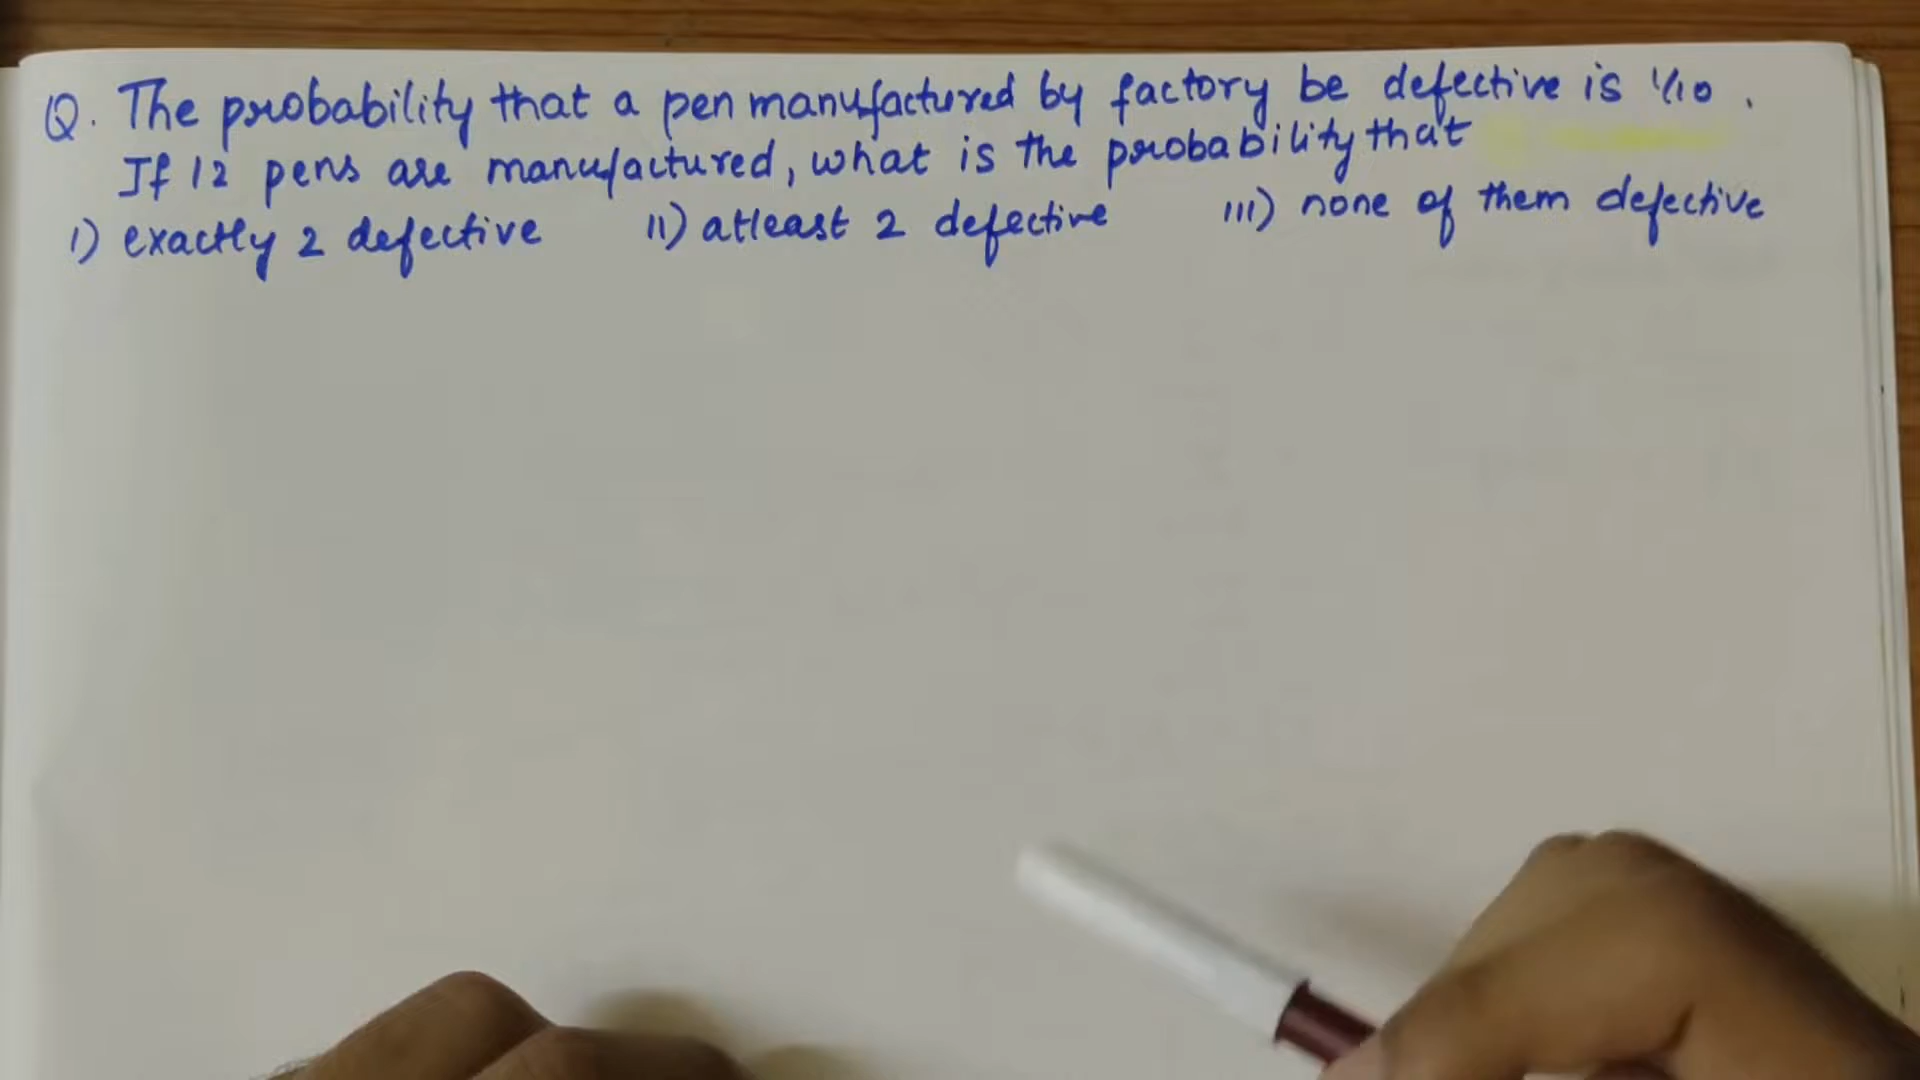 Q. The probability that a pen manufactured by factory be defective is 1/10.
If 12 pens are manufactured, what is the probability that
i) exactly 2 defective ii) atleast 2 defective iii) none of them defective